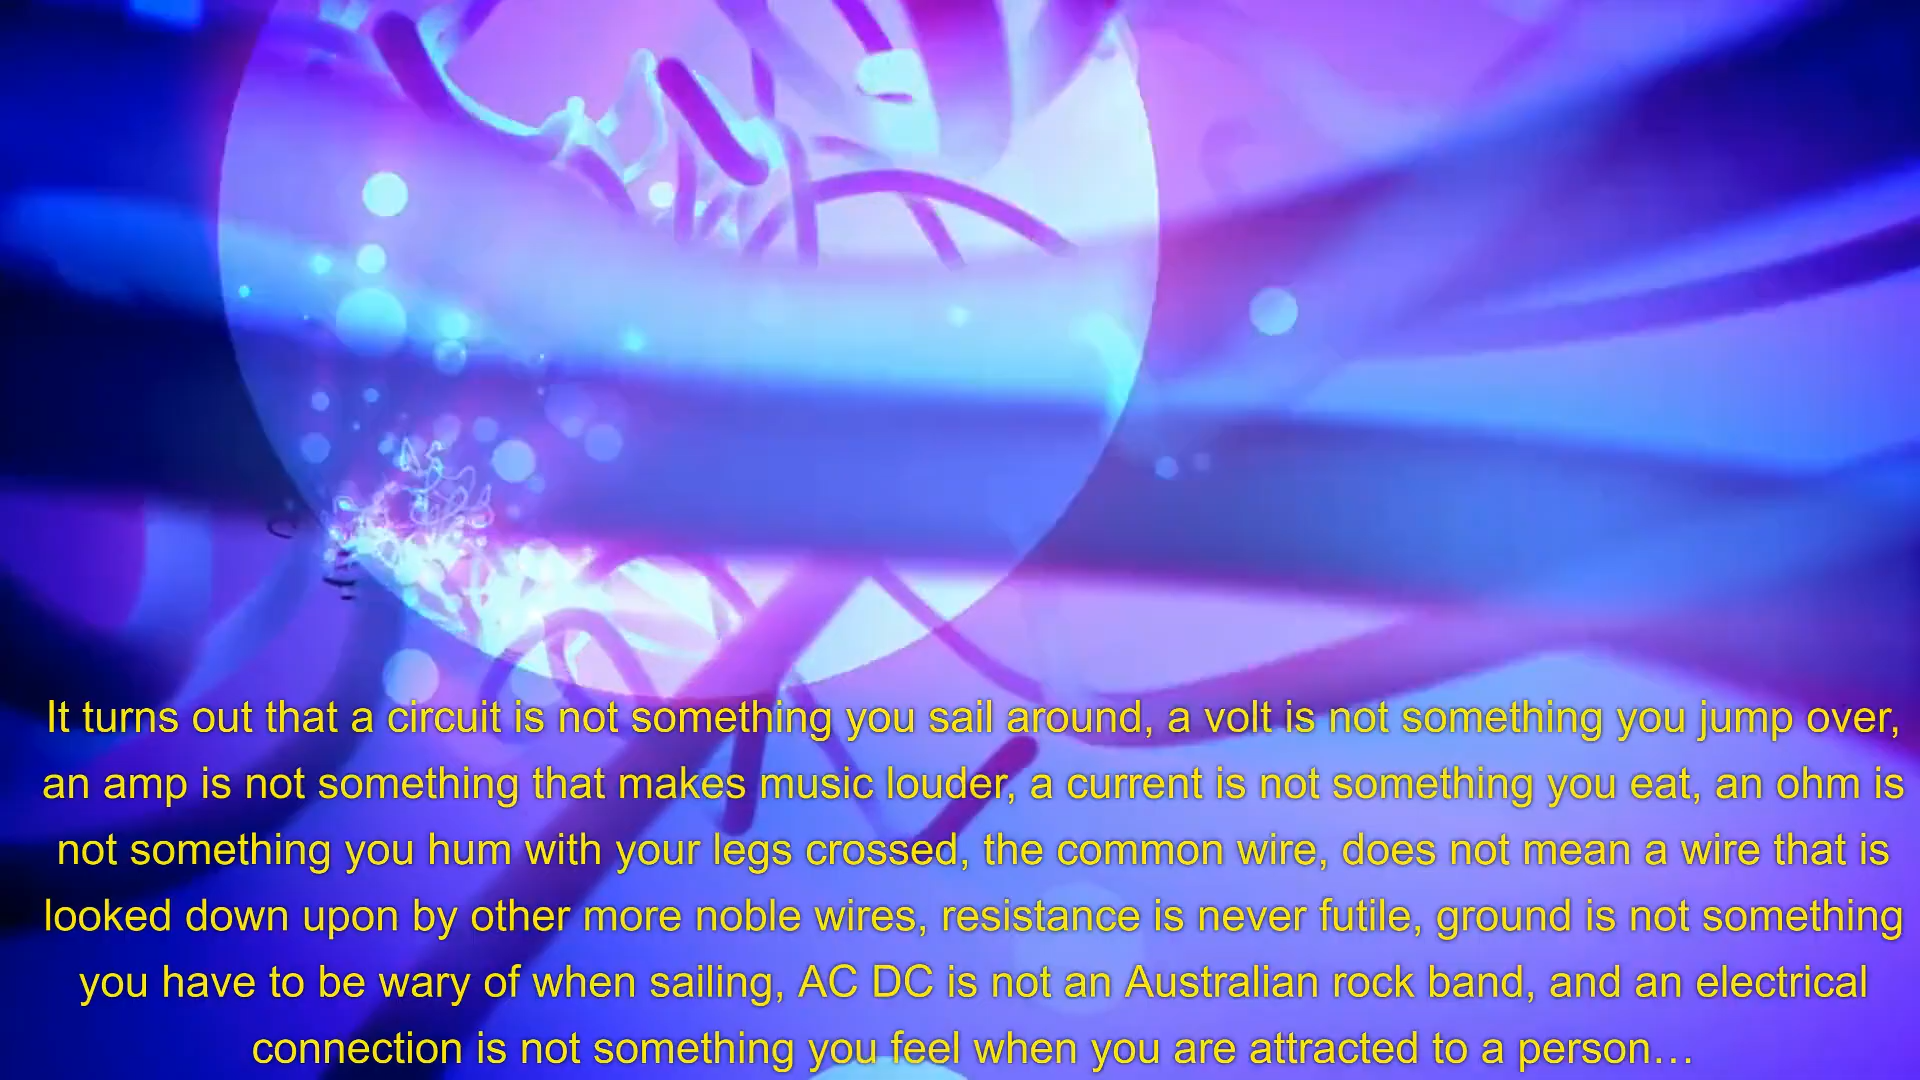 It turns out that a circuit is not something you sail around, a volt is not something you jump over,
an amp is not something that makes music louder, a current is not something you eat, an ohm is
not something you hum with your legs crossed, the common wire, does not mean a wire that is
looked down upon by other more noble wires, resistance is never futile, ground is not something
you have to be wary of when sailing, AC DC is not an Australian rock band, and an electrical
connection is not something you feel when you are attracted to a person…